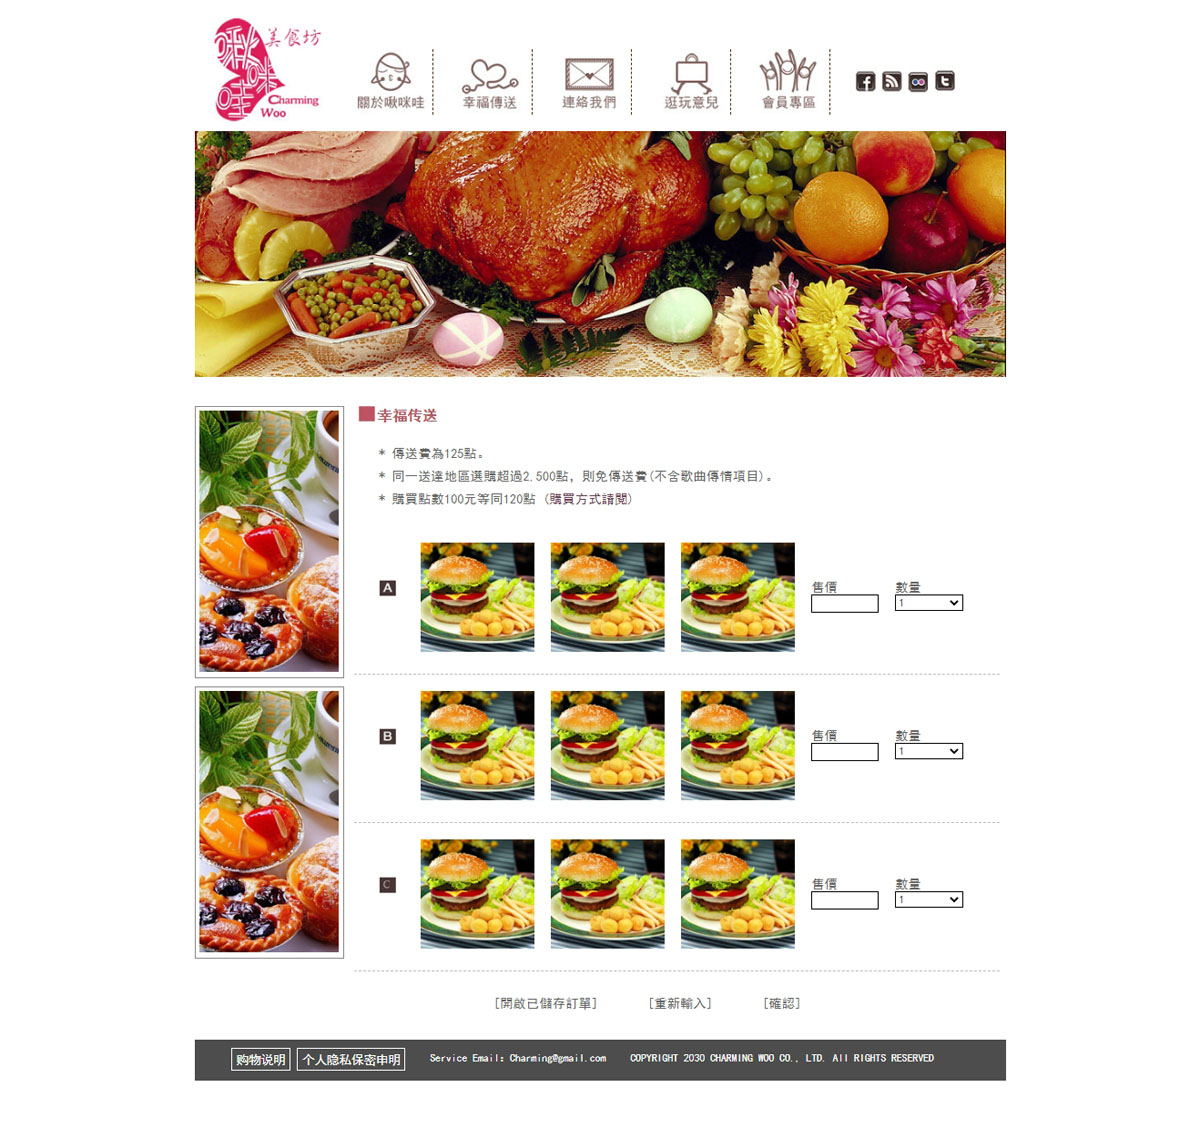 啾咪哇
美食坊
Charming
Woo
關於啾咪哇
幸福傳送
連絡我們
逛玩意兒
會員專區
幸福传送
* 傳送費為125點。
* 同一送達地區選購超過2.500點, 則免傳送費(不含歌曲傳情項目)。
* 購買點數100元等同120點 (購買方式請閱)
A
售價
數量
1
B
售價
數量
1
C
售價
數量
1
[開啟已儲存訂單]
[重新輸入]
[確認]
购物说明
个人隐私保密申明
Service Email: Charming@gmail.com
COPYRIGHT 2030 CHARMING WOO CO., LTD. All RIGHTS RESERVED